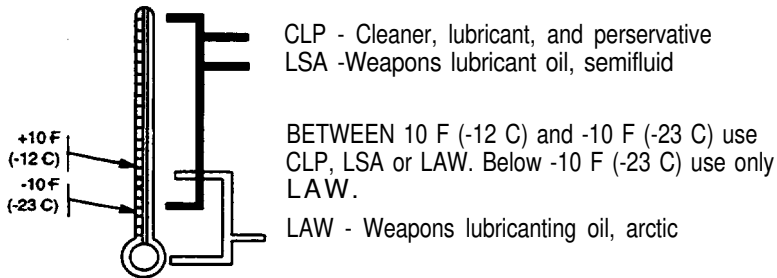 CLP - Cleaner, lubricant, and perservative
LSA -Weapons lubricant oil, semifluid
+10 F
(-12 C)
-10 F
(-23 C)
BETWEEN 10 F (-12 C) and -10 F (-23 C) use
CLP, LSA or LAW. Below -10 F (-23 C) use only
LAW.
LAW - Weapons lubricanting oil, arctic